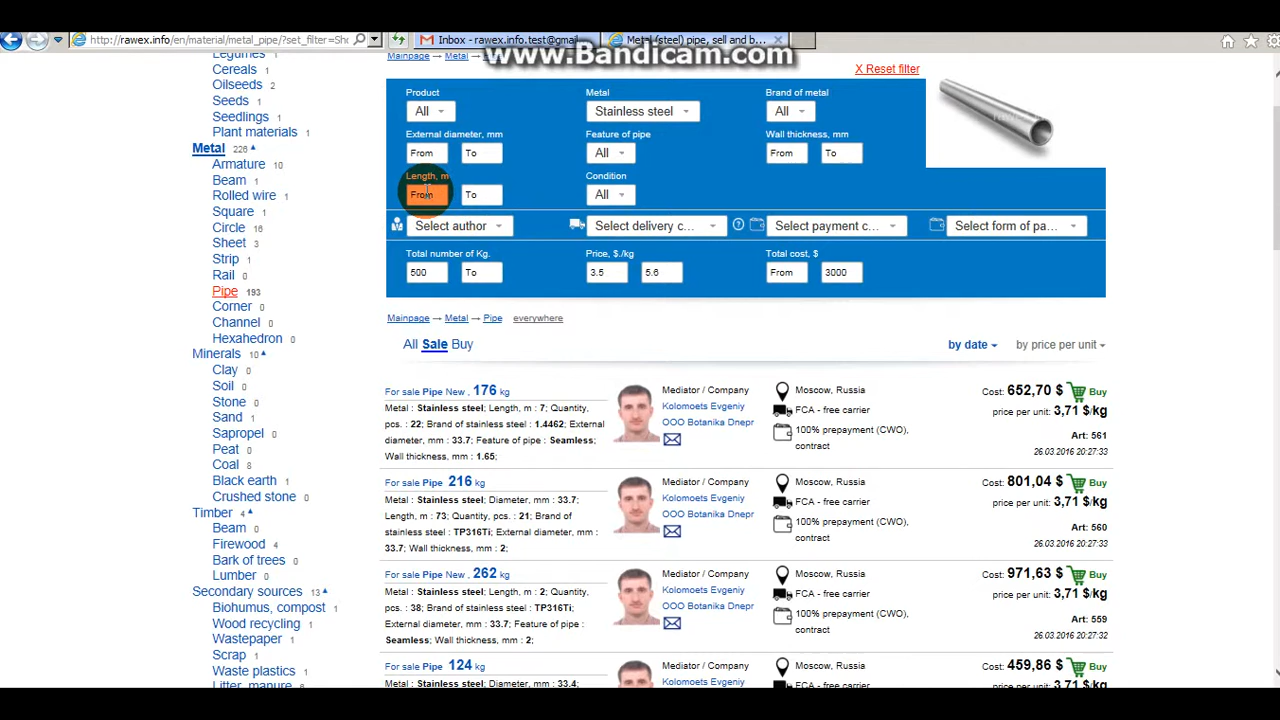 http://rawex.info/en/material/metal_pipe/?set_filter=Sho
Inbox - rawex.info.test@gmai...
Metal (steel) pipe, sell and b...
www.Bandicam.com
Legumes
Cereals 1
Oilseeds 2
Seeds 1
Seedlings 1
Plant materials 1
Metal 226
Armature 10
Beam 1
Rolled wire 1
Square 1
Circle 16
Sheet 3
Strip 1
Rail 0
Pipe 193
Corner 0
Channel 0
Hexahedron 0
Minerals 10
Clay 0
Soil 0
Stone 0
Sand 1
Sapropel 0
Peat 0
Coal 8
Black earth 1
Crushed stone 0
Timber 4
Beam 0
Firewood 4
Bark of trees 0
Lumber 0
Secondary sources 13
Biohumus, compost 1
Wood recycling 1
Wastepaper 1
Scrap 1
Waste plastics 1
Litter, manure 6
Mainpage → Metal →
X Reset filter
Product Metal Brand of metal
All Stainless steel All
External diameter, mm Feature of pipe Wall thickness, mm
From To All From To
Length, m Condition
From To All
Select author Select delivery c... Select payment c... Select form of pa...
Total number of Kg. Price, $./kg Total cost, $
500 To 3.5 5.6 From 3000
Mainpage → Metal → Pipe everywhere
All Sale Buy by date by price per unit
For sale Pipe New , 176 kg
Metal : Stainless steel; Length, m : 7; Quantity,
pcs. : 22; Brand of stainless steel : 1.4462; External
diameter, mm : 33.7; Feature of pipe : Seamless;
Wall thickness, mm : 1.65;
Mediator / Company
Kolomoets Evgeniy
OOO Botanika Dnepr
Moscow, Russia
FCA - free carrier
100% prepayment (CWO),
contract
Cost: 652,70 $ Buy
price per unit: 3,71 $/kg
Art: 561
26.03.2016 20:27:33
For sale Pipe 216 kg
Metal : Stainless steel; Diameter, mm : 33.7;
Length, m : 73; Quantity, pcs. : 21; Brand of
stainless steel : TP316Ti; External diameter, mm :
33.7; Wall thickness, mm : 2;
Mediator / Company
Kolomoets Evgeniy
OOO Botanika Dnepr
Moscow, Russia
FCA - free carrier
100% prepayment (CWO),
contract
Cost: 801,04 $ Buy
price per unit: 3,71 $/kg
Art: 560
26.03.2016 20:27:33
For sale Pipe New , 262 kg
Metal : Stainless steel; Length, m : 2; Quantity,
pcs. : 38; Brand of stainless steel : TP316Ti;
External diameter, mm : 33.7; Feature of pipe :
Seamless; Wall thickness, mm : 2;
Mediator / Company
Kolomoets Evgeniy
OOO Botanika Dnepr
Moscow, Russia
FCA - free carrier
100% prepayment (CWO),
contract
Cost: 971,63 $ Buy
price per unit: 3,71 $/kg
Art: 559
26.03.2016 20:27:32
For sale Pipe 124 kg
Metal : Stainless steel; Diameter, mm : 33.4;
Mediator / Company
Kolomoets Evgeniy
Moscow, Russia
FCA - free carrier
Cost: 459,86 $ Buy
price per unit: 3,71 $/kg